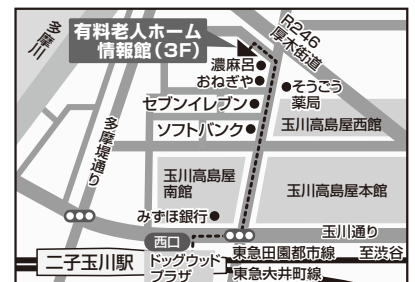 多摩川
有料老人ホーム
情報館(3F)
R246
厚木街道
濃麻呂
おねぎや
そうごう
薬局
セブンイレブン
ソフトバンク
玉川高島屋西館
多摩堤通り
玉川高島屋
南館
玉川高島屋本館
みずほ銀行
玉川通り
西口
二子玉川駅
ドッグウッド
プラザ
東急田園都市線 至渋谷
東急大井町線